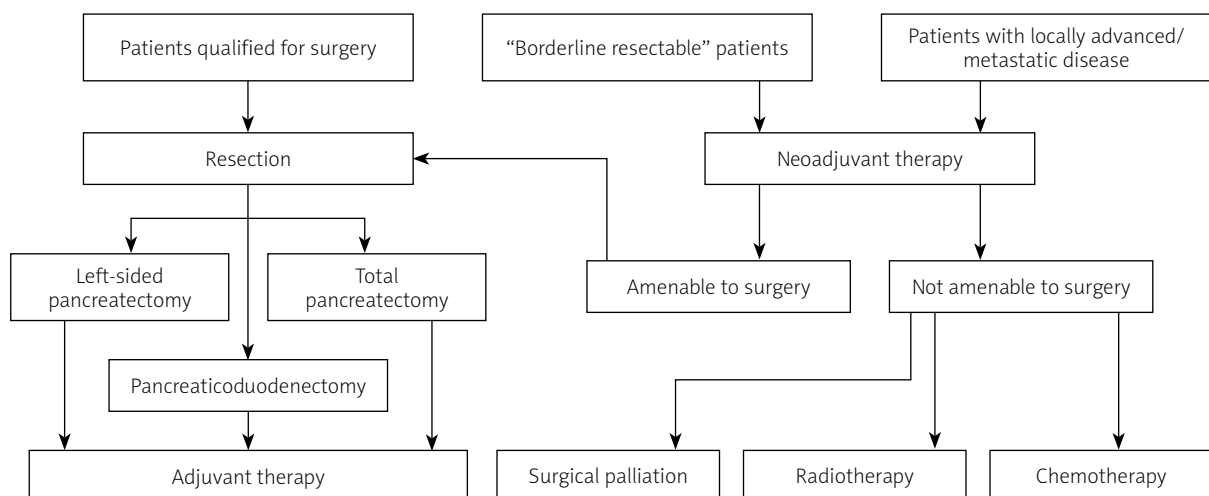 Patients qualified for surgery
“Borderline resectable” patients
Patients with locally advanced/
metastatic disease
Resection
Neoadjuvant therapy
Left-sided
pancreatectomy
Total
pancreatectomy
Amenable to surgery
Not amenable to surgery
Pancreaticoduodenectomy
Adjuvant therapy
Surgical palliation
Radiotherapy
Chemotherapy